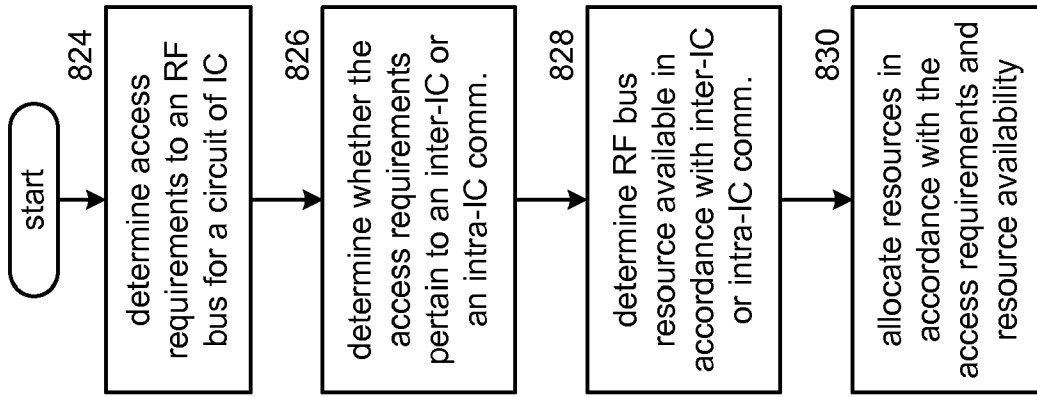 start
824
determine access
requirements to an RF
bus for a circuit of IC
826
determine whether the
access requirements
pertain to an inter-IC or
an intra-IC comm.
828
determine RF bus
resource available in
accordance with inter-IC
or intra-IC comm.
830
allocate resources in
accordance with the
access requirements and
resource availability